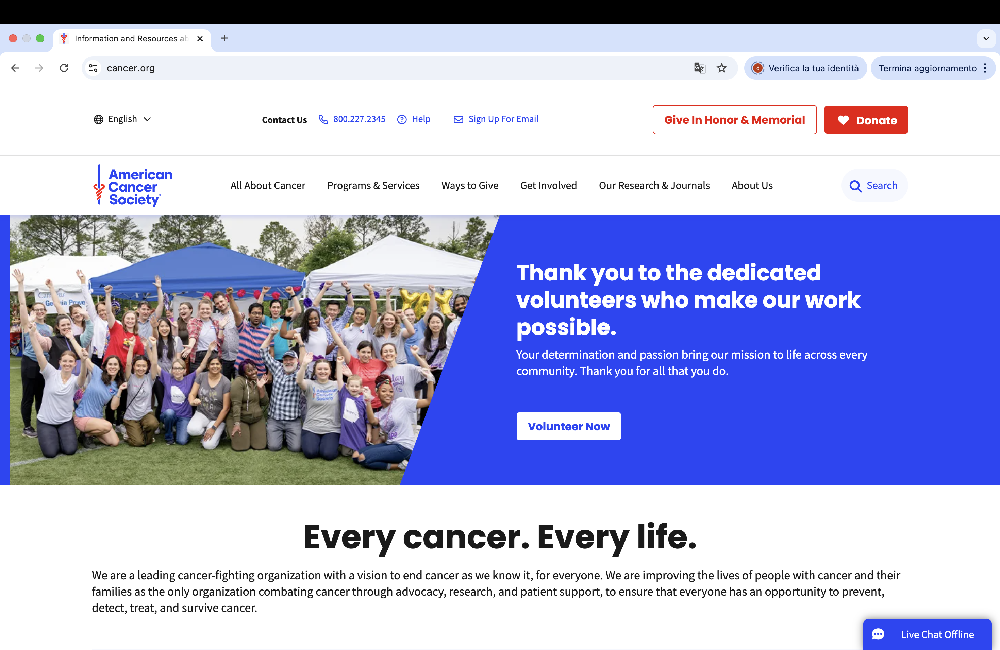 Information and Resources ab
cancer.org
Verifica la tua identità
Termina aggiornamento
English
Contact Us
800.227.2345
Help
Sign Up For Email
Give In Honor & Memorial
Donate
American
Cancer
Society®
All About Cancer
Programs & Services
Ways to Give
Get Involved
Our Research & Journals
About Us
Search
YAY
American
Cancer
Society
Thank you to the dedicated
volunteers who make our work
possible.
Your determination and passion bring our mission to life across every
community. Thank you for all that you do.
Volunteer Now
Every cancer. Every life.
We are a leading cancer-fighting organization with a vision to end cancer as we know it, for everyone. We are improving the lives of people with cancer and their
families as the only organization combating cancer through advocacy, research, and patient support, to ensure that everyone has an opportunity to prevent,
detect, treat, and survive cancer.
Live Chat Offline